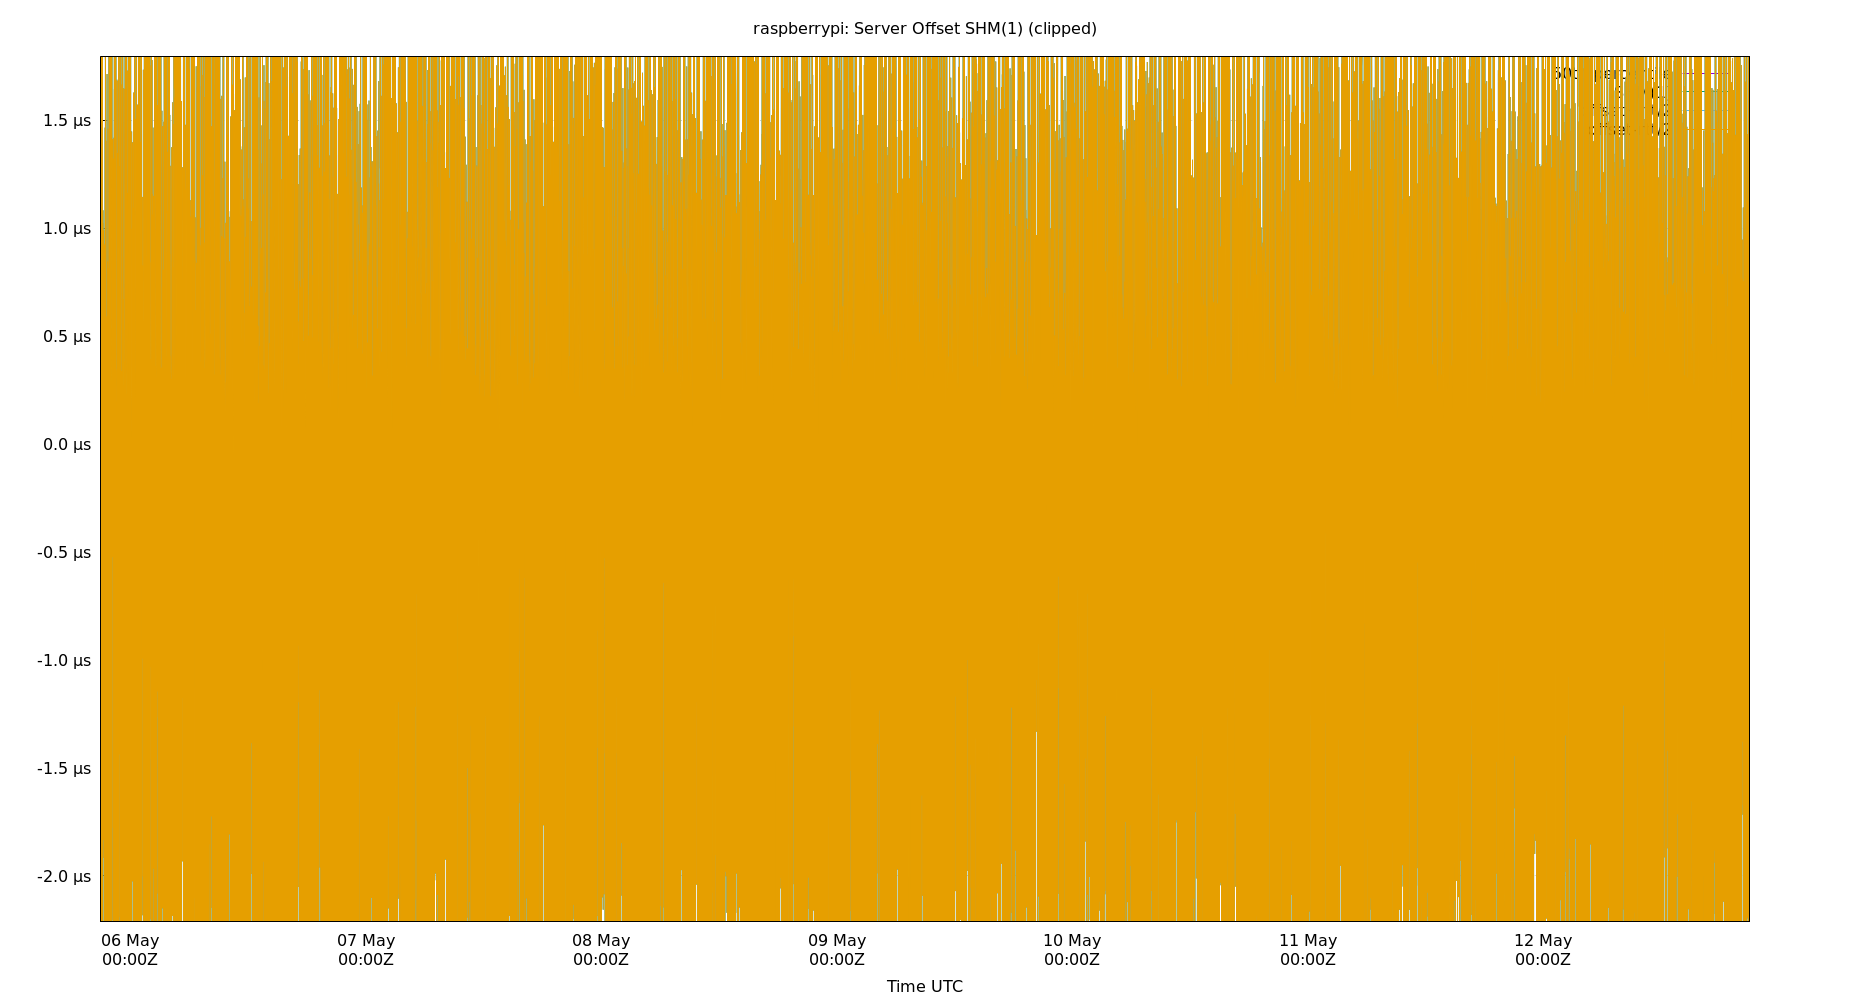 raspberrypi: Server Offset SHM(1) (clipped)
1.5 µs
1.0 µs
0.5 µs
0.0 µs
-0.5 µs
-1.0 µs
-1.5 µs
-2.0 µs
06 May 07 May 08 May 09 May 10 May 11 May 12 May
00:00Z 00:00Z 00:00Z 00:00Z 00:00Z 00:00Z 00:00Z
Time UTC